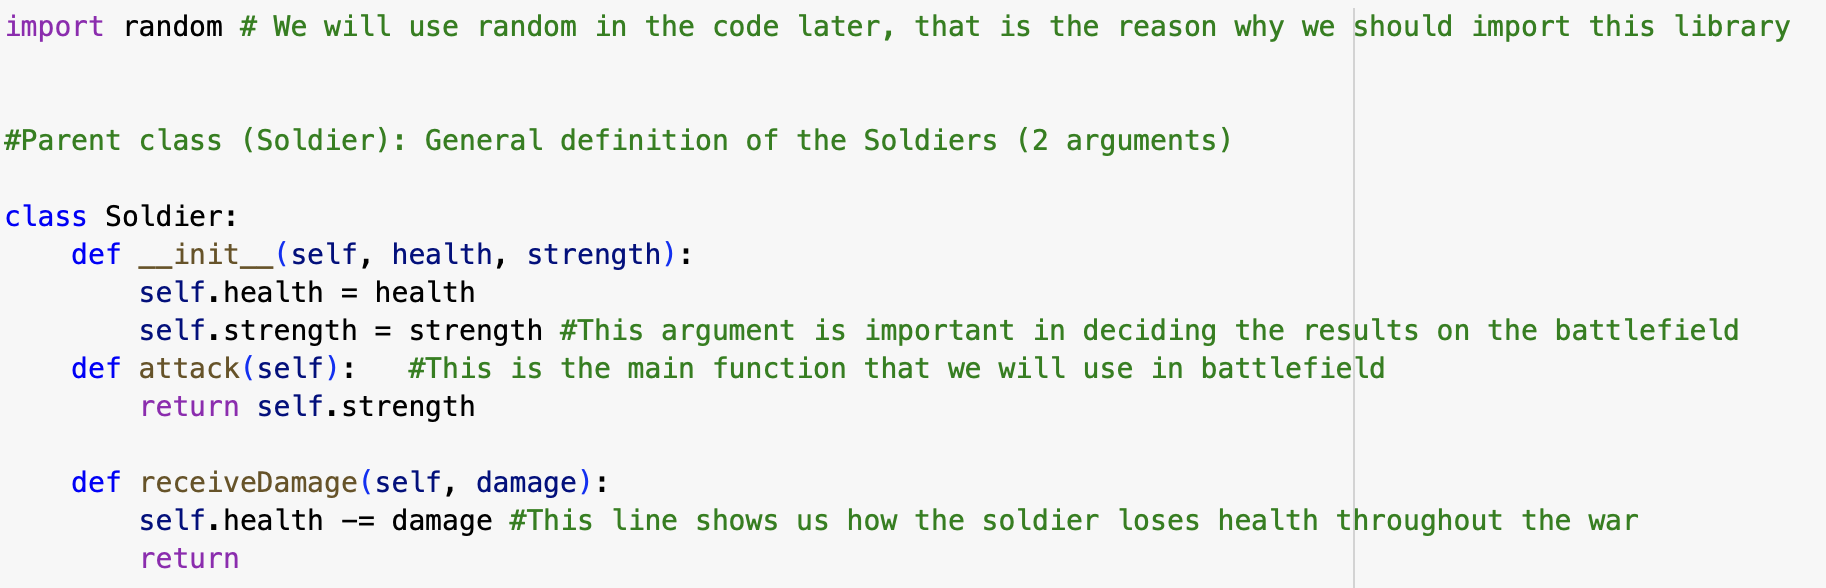 import random # We will use random in the code later, that is the reason why we should import this library
#Parent class (Soldier): General definition of the Soldiers (2 arguments)
class Soldier:
    def __init__(self, health, strength):
        self.health = health
        self.strength = strength #This argument is important in deciding the results on the battlefield
    def attack(self):   #This is the main function that we will use in battlefield
        return self.strength
    def receiveDamage(self, damage):
        self.health -= damage #This line shows us how the soldier loses health throughout the war
        return